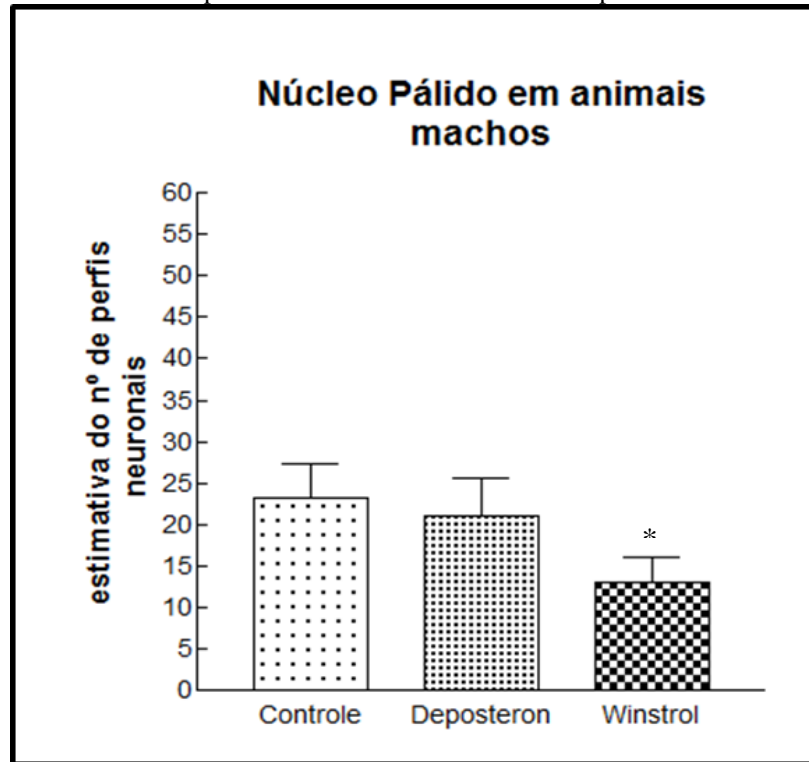 Núcleo Pálido em animais
machos
estimativa do nº de perfis
neuronais
60
55
50
45
40
35
30
25
20
15
10
5
0
*
Controle
Deposteron
Winstrol